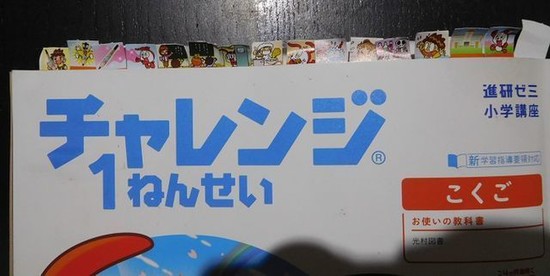 チャレンジ®
1ねんせい
進研ゼミ
小学講座
新学習指導要領対応
こくご
お使いの教科書
光村図書